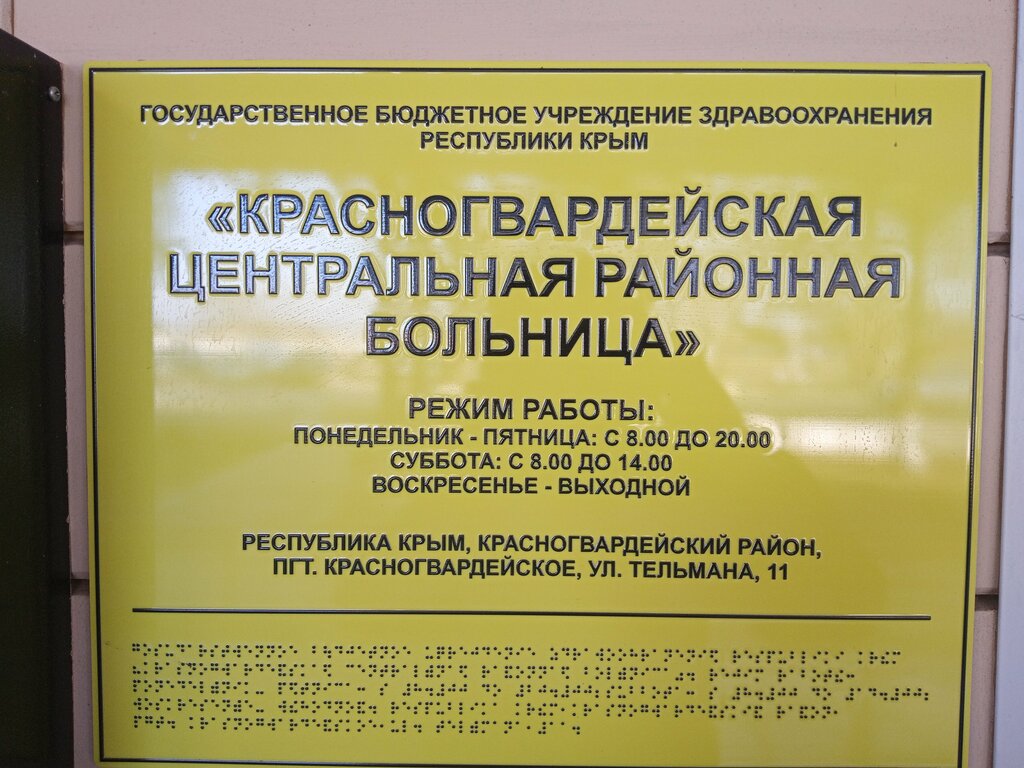 ГОСУДАРСТВЕННОЕ БЮДЖЕТНОЕ УЧРЕЖДЕНИЕ ЗДРАВООХРАНЕНИЯ
РЕСПУБЛИКИ КРЫМ
«КРАСНОГВАРДЕЙСКАЯ
ЦЕНТРАЛЬНАЯ РАЙОННАЯ
БОЛЬНИЦА»
РЕЖИМ РАБОТЫ:
ПОНЕДЕЛЬНИК - ПЯТНИЦА: С 8.00 ДО 20.00
СУББОТА: С 8.00 ДО 14.00
ВОСКРЕСЕНЬЕ - ВЫХОДНОЙ
РЕСПУБЛИКА КРЫМ, КРАСНОГВАРДЕЙСКИЙ РАЙОН,
ПГТ. КРАСНОГВАРДЕЙСКОЕ, УЛ. ТЕЛЬМАНА, 11